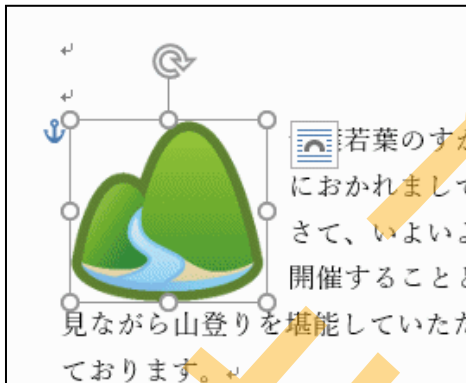 若葉のすが
におかれまして
さて、いよいよ
開催すること
見ながら山登りを堪能していただ
ております。